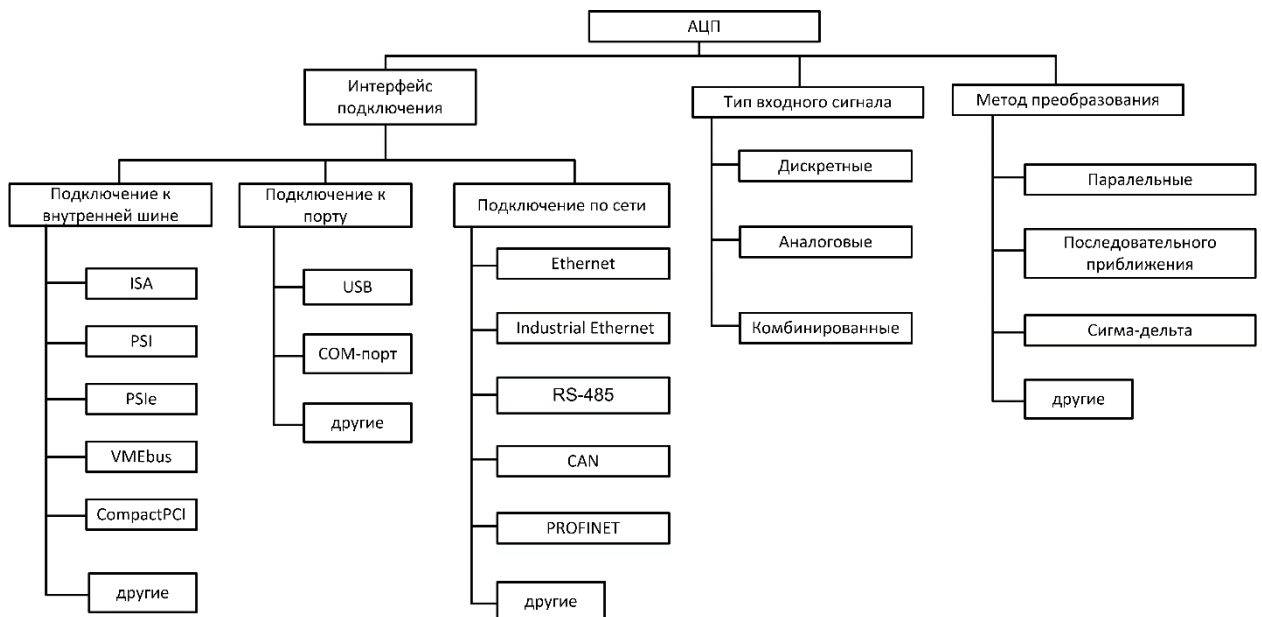 АЦП
Интерфейс
подключения
Тип входного сигнала
Метод преобразования
Подключение к
внутренней шине
Подключение к
порту
Подключение по сети
ISA
PSI
PSIe
VMEbus
CompactPCI
другие
USB
COM-порт
другие
Ethernet
Industrial Ethernet
RS-485
CAN
PROFINET
другие
Дискретные
Аналоговые
Комбинированные
Паралельные
Последовательного
приближения
Сигма-дельта
другие